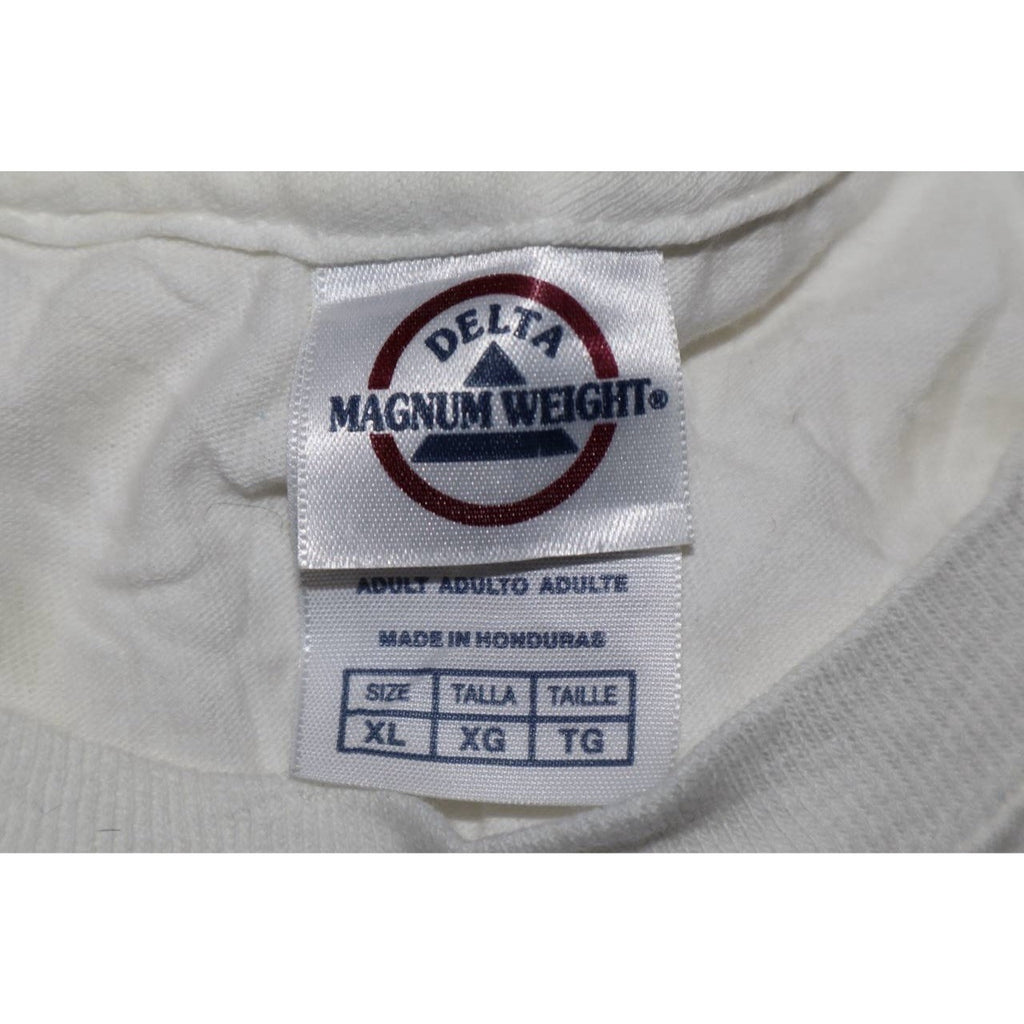 DELTA
MAGNUM WEIGHT®
ADULT ADULTO ADULTE
MADE IN HONDURAS
SIZE TALLA TAILLE
XL XG TG